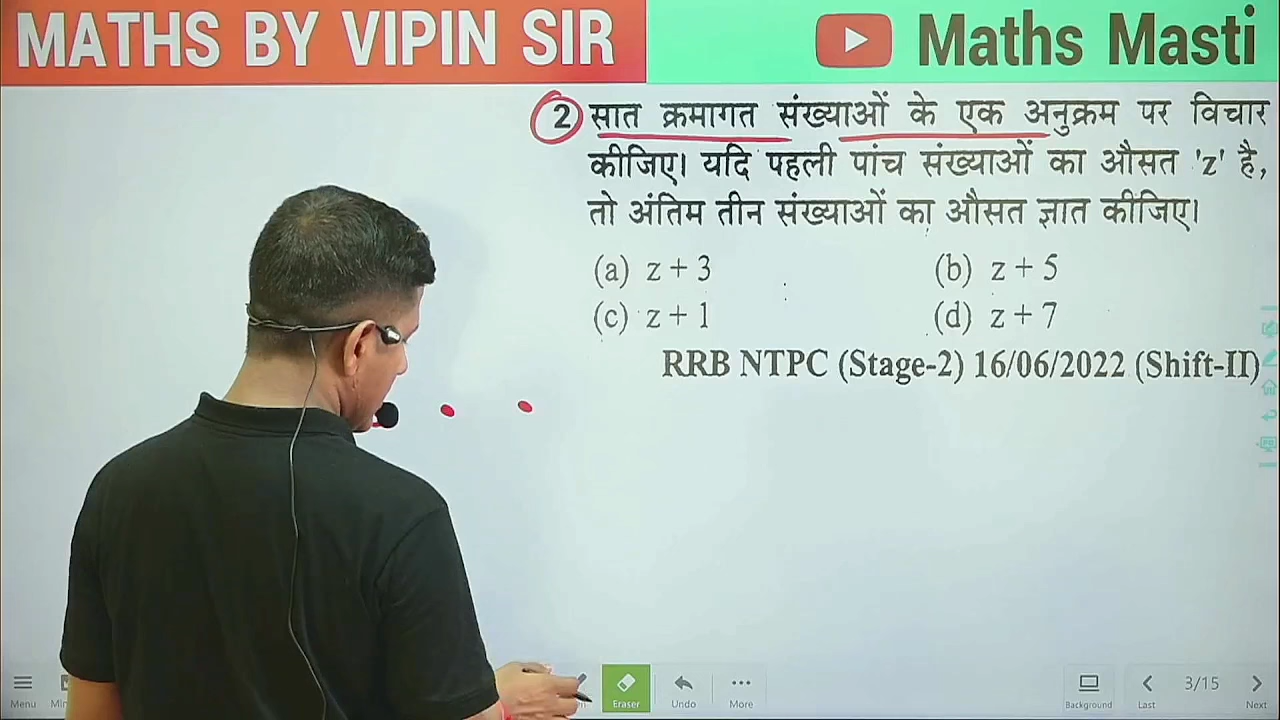 MATHS BY VIPIN SIR
Maths Masti
2 सात क्रमागत संख्याओं के एक अनुक्रम पर विचार
कीजिए। यदि पहली पांच संख्याओं का औसत 'z' है,
तो अंतिम तीन संख्याओं का औसत ज्ञात कीजिए।
(a) z + 3 (b) z + 5
(c) z + 1 (d) z + 7
RRB NTPC (Stage-2) 16/06/2022 (Shift-II)
Menu Eraser Undo More Background Last 3/15 Next